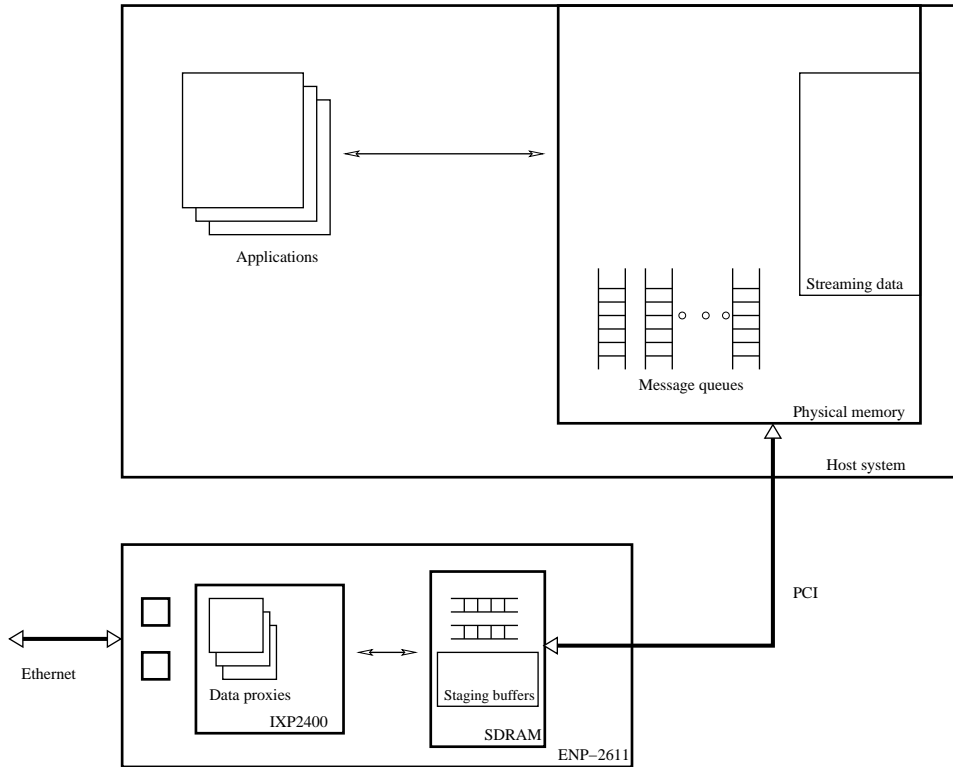 Applications
Streaming data
Message queues
Physical memory
Host system
PCI
Ethernet
Data proxies
Staging buffers
IXP2400
SDRAM
ENP−2611